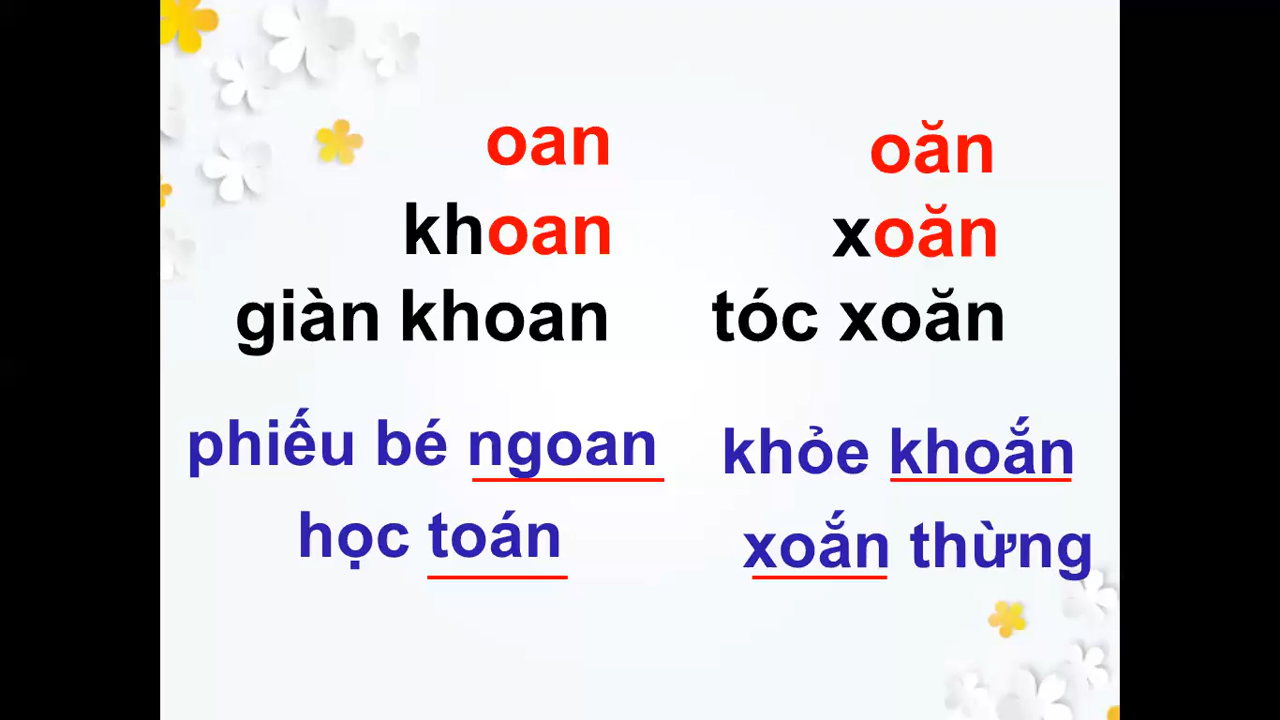 oan
khoan
giàn khoan
phiếu bé ngoan
học toán
oăn
xoăn
tóc xoăn
khỏe khoắn
xoắn thừng